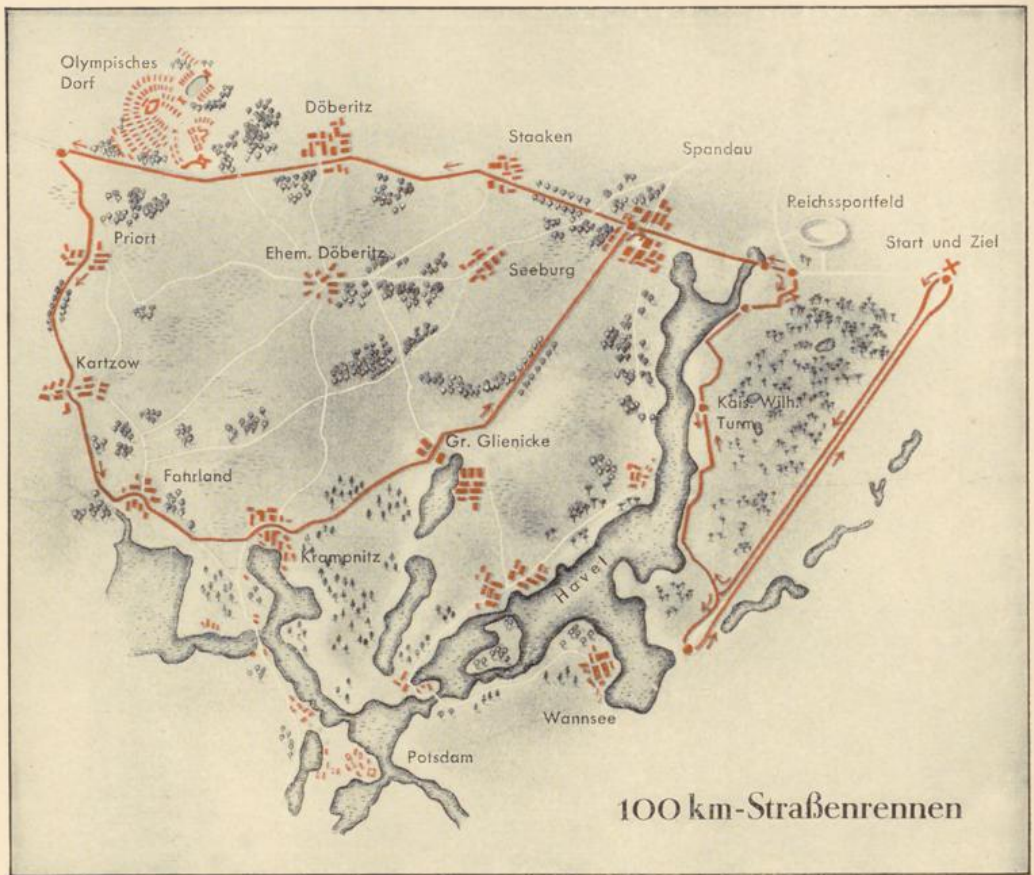 Olympisches
Dorf
Döberitz
Staaken
Spandau
Reichssportfeld
Start und Ziel
Priort
Ehem. Döberitz
Seeburg
Kartzow
Kais. Wilh.
Turm
Gr. Glienicke
Fahrland
Krampnitz
Havel
Wannsee
Potsdam
100 km-Straßenrennen